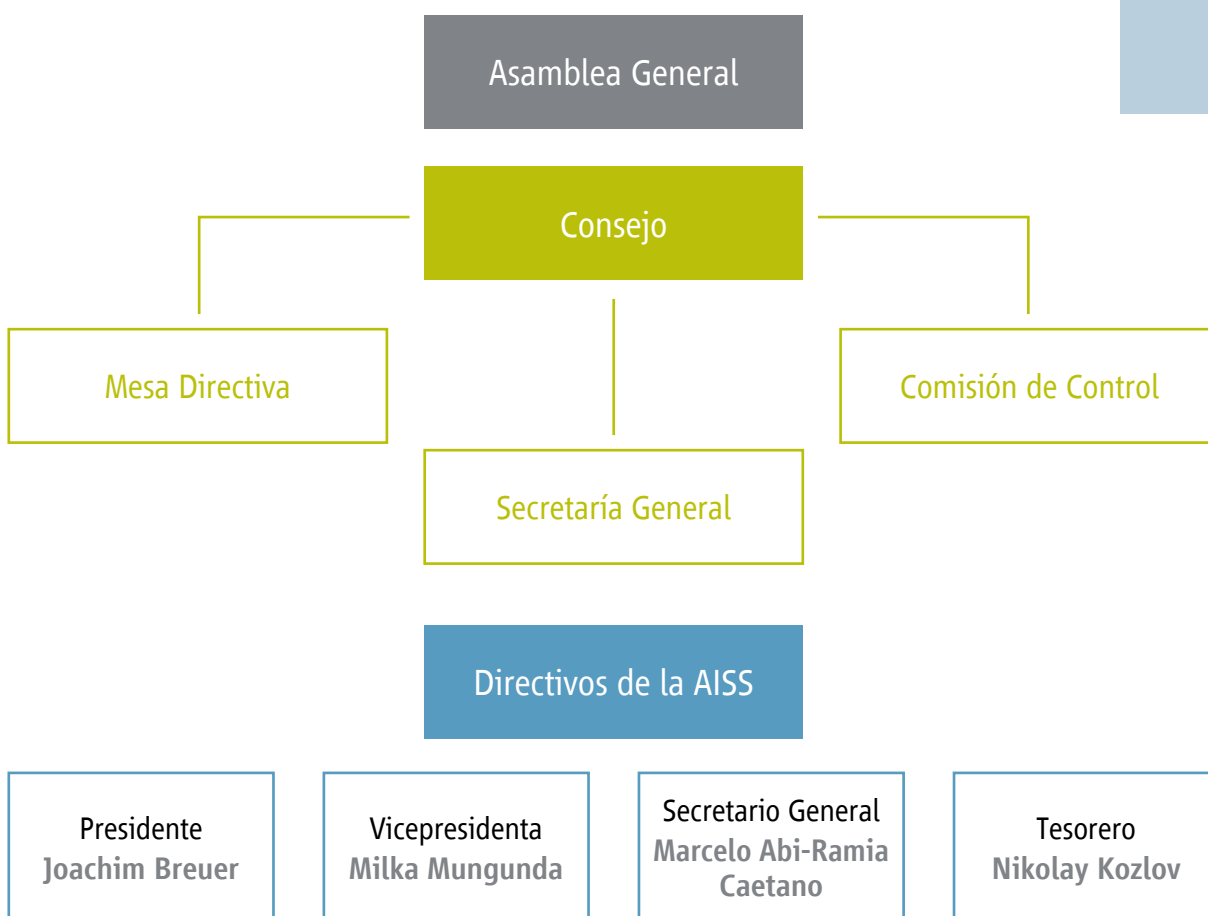 Asamblea General
Consejo
Mesa Directiva
Comisión de Control
Secretaría General
Directivos de la AISS
Presidente
Joachim Breuer
Vicepresidenta
Milka Mungunda
Secretario General
Marcelo Abi-Ramia
Caetano
Tesorero
Nikolay Kozlov